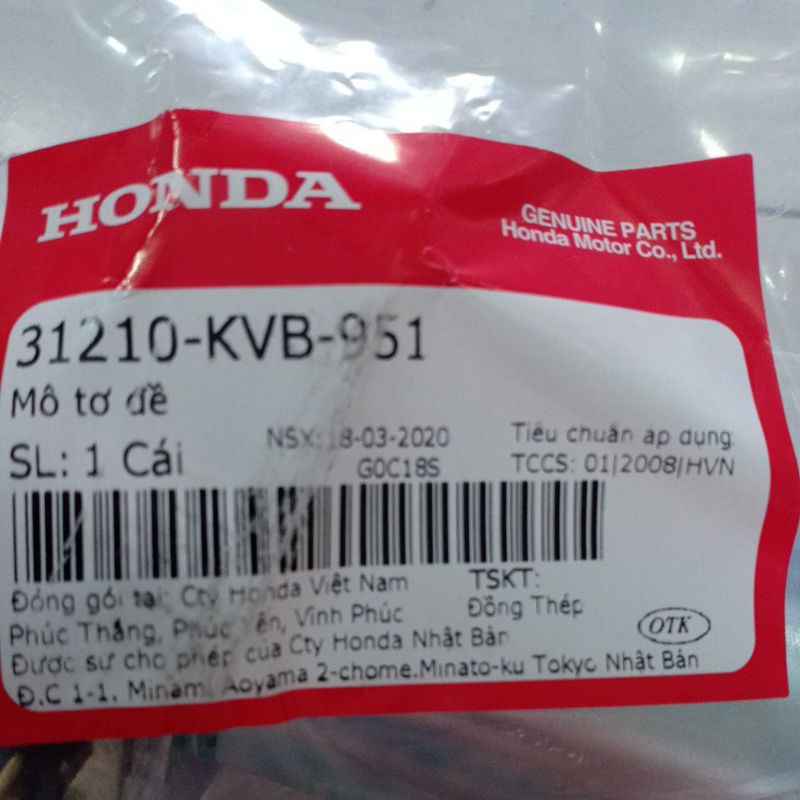 HONDA
GENUINE PARTS
Honda Motor Co., Ltd.
31210-KVB-951
Mô tơ đề
SL: 1 Cái
NSX: 18-03-2020
G0C18S
Tiêu chuẩn áp dụng:
TCCS: 01/2008/HVN
Đóng gói tại: Cty Honda Việt Nam
Phúc Thắng, Phúc Yên, Vĩnh Phúc
Được sự cho phép của Cty Honda Nhật Bản
Đ.C 1-1. Minami Aoyama 2-chome.Minato-ku Tokyo Nhật Bản
TSKT:
Đồng Thép
OTK